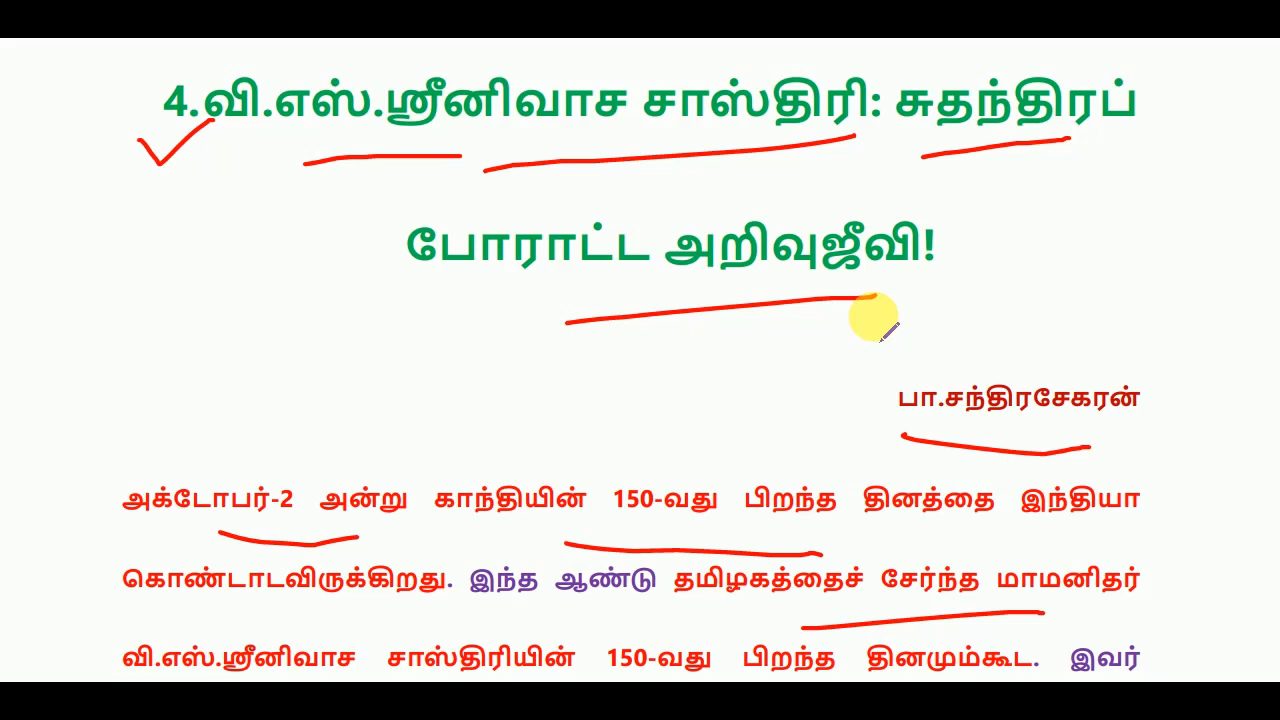 4.வி.எஸ்.ஸ்ரீனிவாச சாஸ்திரி: சுதந்திரப்
போராட்ட அறிவுஜீவி!
பா.சந்திரசேகரன்
அக்டோபர்-2 அன்று காந்தியின் 150-வது பிறந்த தினத்தை இந்தியா
கொண்டாடவிருக்கிறது. இந்த ஆண்டு தமிழகத்தைச் சேர்ந்த மாமனிதர்
வி.எஸ்.ஸ்ரீனிவாச சாஸ்திரியின் 150-வது பிறந்த தினமும்கூட. இவர்